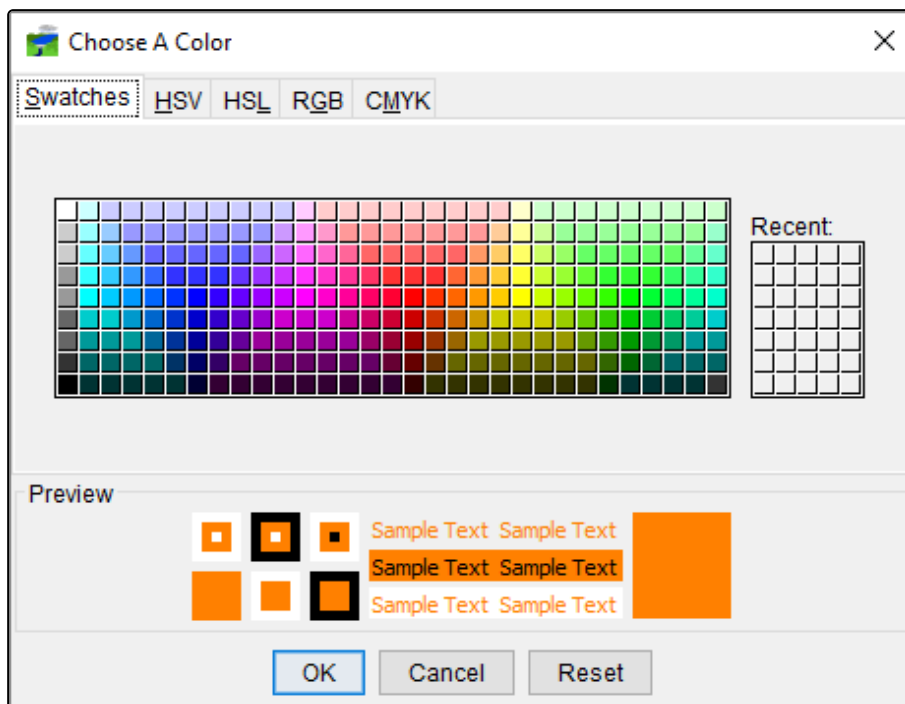 Choose A Color
Swatches HSV HSL RGB CMYK
Recent:
Preview
Sample Text Sample Text
Sample Text Sample Text
Sample Text Sample Text
OK Cancel Reset